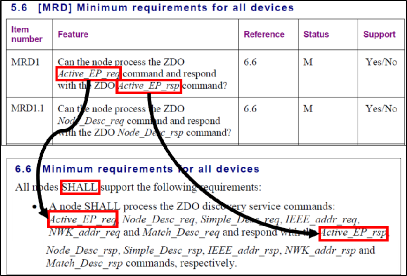 5.6 [MRD] Minimum requirements for all devices
Item number Feature Reference Status Support
MRD1 Can the node process the ZDO 6.6 M Yes/No
Active_EP_req command and respond
with the ZDO Active_EP_rsp command?
MRD1.1 Can the node process the ZDO 6.6 M Yes/No
Node_Desc_req command and respond
with the ZDO Node_Desc_rsp command?
6.6 Minimum requirements for all devices
All nodes SHALL support the following requirements:
• A node SHALL process the ZDO discovery service commands:
Active_EP_req, Node_Desc_req, Simple_Desc_req, IEEE_addr_req,
NWK_addr_req and Match_Desc_req and respond with the Active_EP_rsp,
Node_Desc_rsp, Simple_Desc_rsp, IEEE_addr_rsp, NWK_addr_rsp and
Match_Desc_rsp commands, respectively.